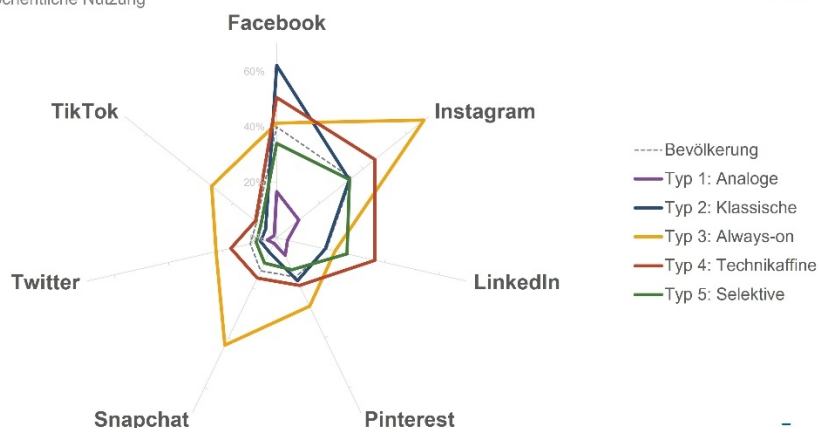 Facebook
60%
TikTok
Instagram
40%
20%
Bevölkerung
Typ 1: Analoge
Typ 2: Klassische
Typ 3: Always-on
Typ 4: Technikaffine
Typ 5: Selektive
Twitter
LinkedIn
Snapchat
Pinterest